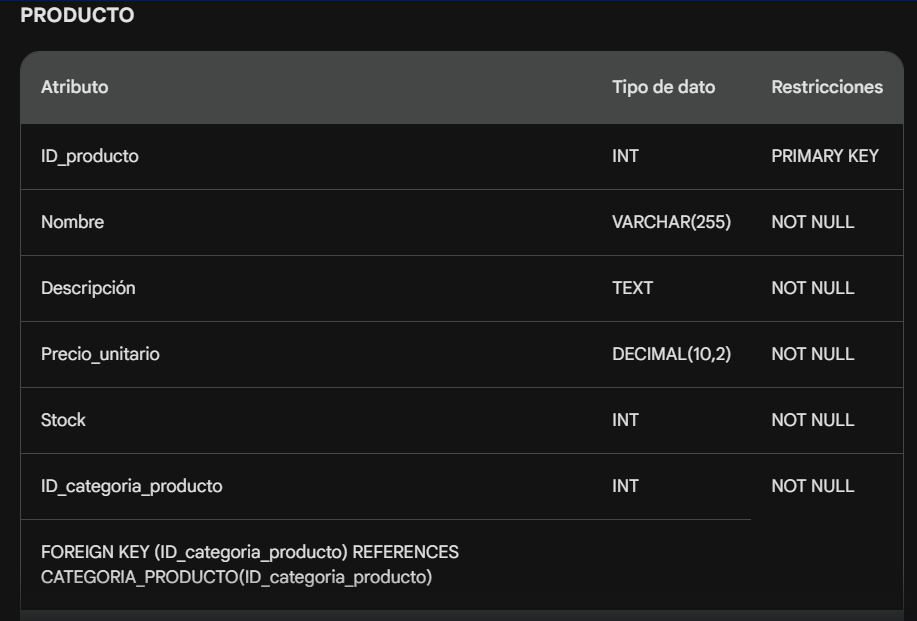 PRODUCTO
Atributo Tipo de dato Restricciones
ID_producto INT PRIMARY KEY
Nombre VARCHAR(255) NOT NULL
Descripción TEXT NOT NULL
Precio_unitario DECIMAL(10,2) NOT NULL
Stock INT NOT NULL
ID_categoria_producto INT NOT NULL
FOREIGN KEY (ID_categoria_producto) REFERENCES
CATEGORIA_PRODUCTO(ID_categoria_producto)